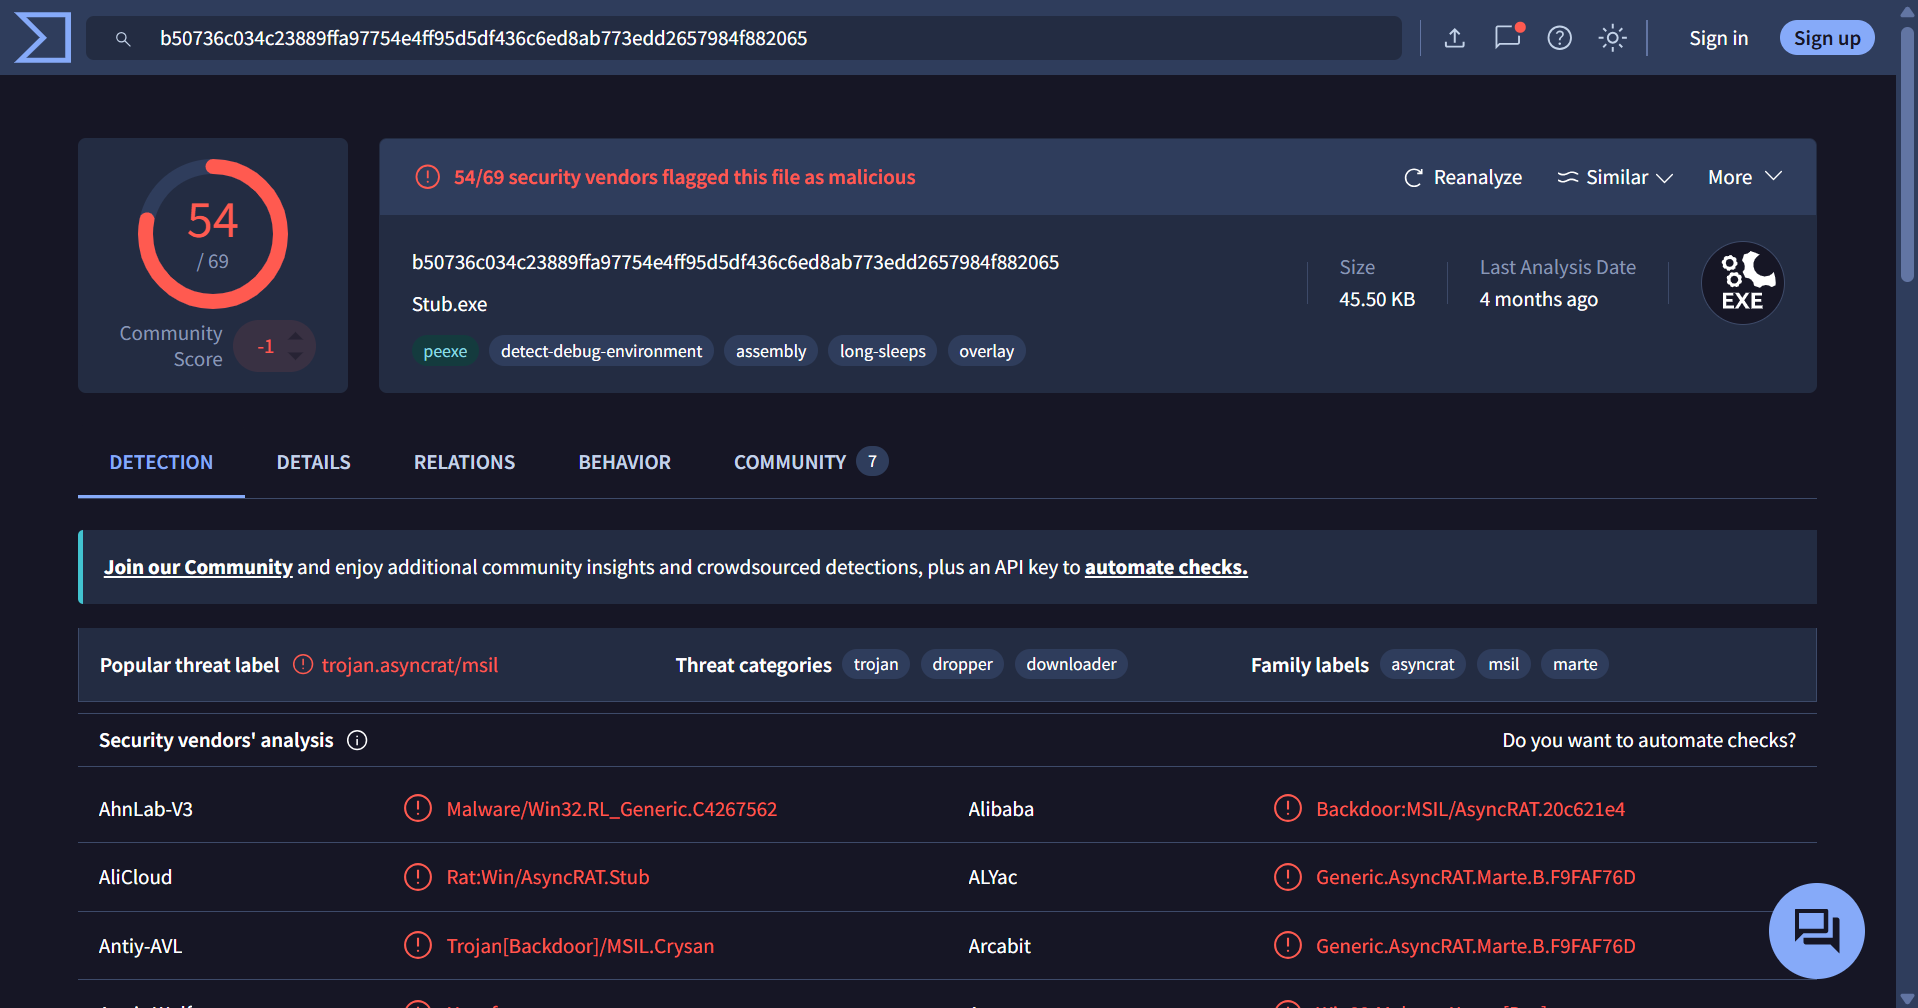 b50736c034c23889ffa97754e4ff95d5df436c6ed8ab773edd2657984f882065
Sign in
Sign up
54
/ 69
Community
Score
-1
54/69 security vendors flagged this file as malicious
Reanalyze
Similar
More
b50736c034c23889ffa97754e4ff95d5df436c6ed8ab773edd2657984f882065
Stub.exe
peexe
detect-debug-environment
assembly
long-sleeps
overlay
Size
45.50 KB
Last Analysis Date
4 months ago
EXE
DETECTION
DETAILS
RELATIONS
BEHAVIOR
COMMUNITY 7
Join our Community and enjoy additional community insights and crowdsourced detections, plus an API key to automate checks.
Popular threat label trojan.asyncrat/msil
Threat categories trojan dropper downloader
Family labels asyncrat msil marte
Security vendors' analysis
Do you want to automate checks?
AhnLab-V3 Malware/Win32.RL_Generic.C4267562 Alibaba Backdoor:MSIL/AsyncRAT.20c621e4
AliCloud Rat:Win/AsyncRAT.Stub ALYac Generic.AsyncRAT.Marte.B.F9FAF76D
Antiy-AVL Trojan[Backdoor]/MSIL.Crysan Arcabit Generic.AsyncRAT.Marte.B.F9FAF76D